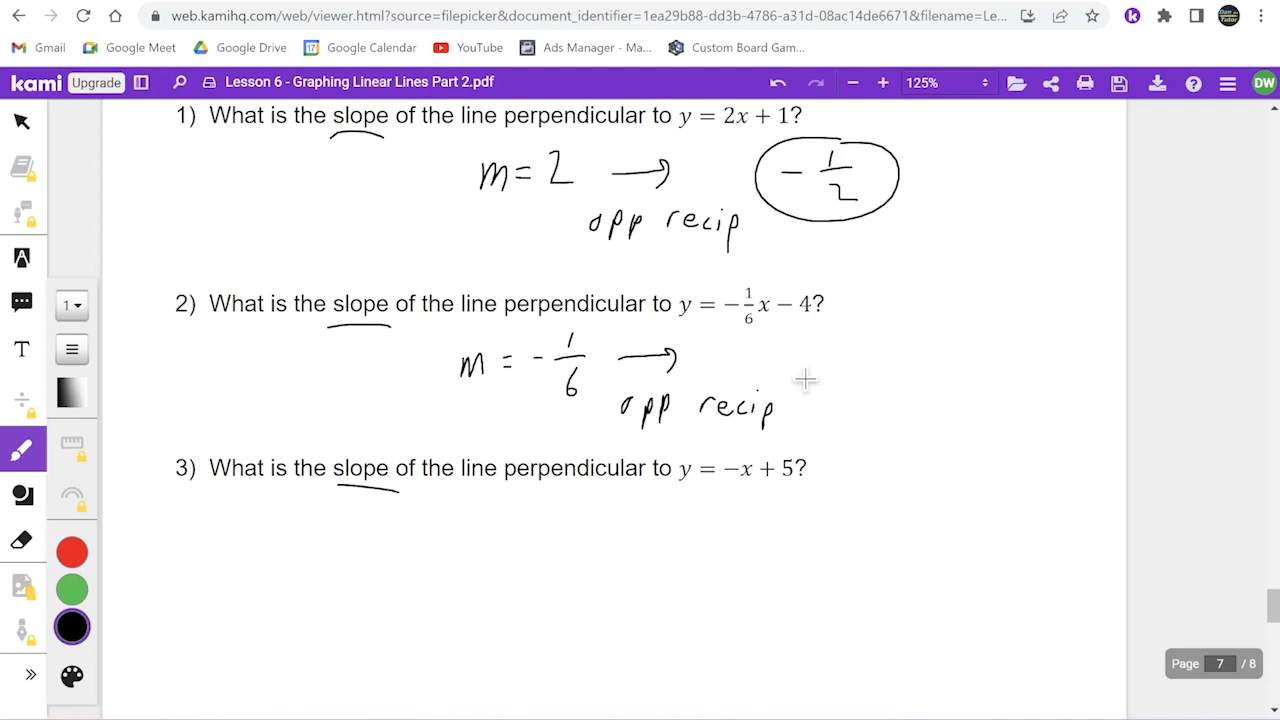 web.kamihq.com/web/viewer.html?source=filepicker&document_identifier=1ea29b88-dd3b-4786-a31d-08ac14de6671&filename=Le...
Gmail Google Meet Google Drive 17 Google Calendar YouTube Ads Manager - Ma... Custom Board Gam...
kami Upgrade Lesson 6 - Graphing Linear Lines Part 2.pdf 125% DW
1) What is the slope of the line perpendicular to y = 2x + 1?
m = 2 → - 1/2
opp recip
2) What is the slope of the line perpendicular to y = -1/6x - 4?
m = - 1/6 →
opp recip
3) What is the slope of the line perpendicular to y = -x + 5?
1
T
Page 7 / 8